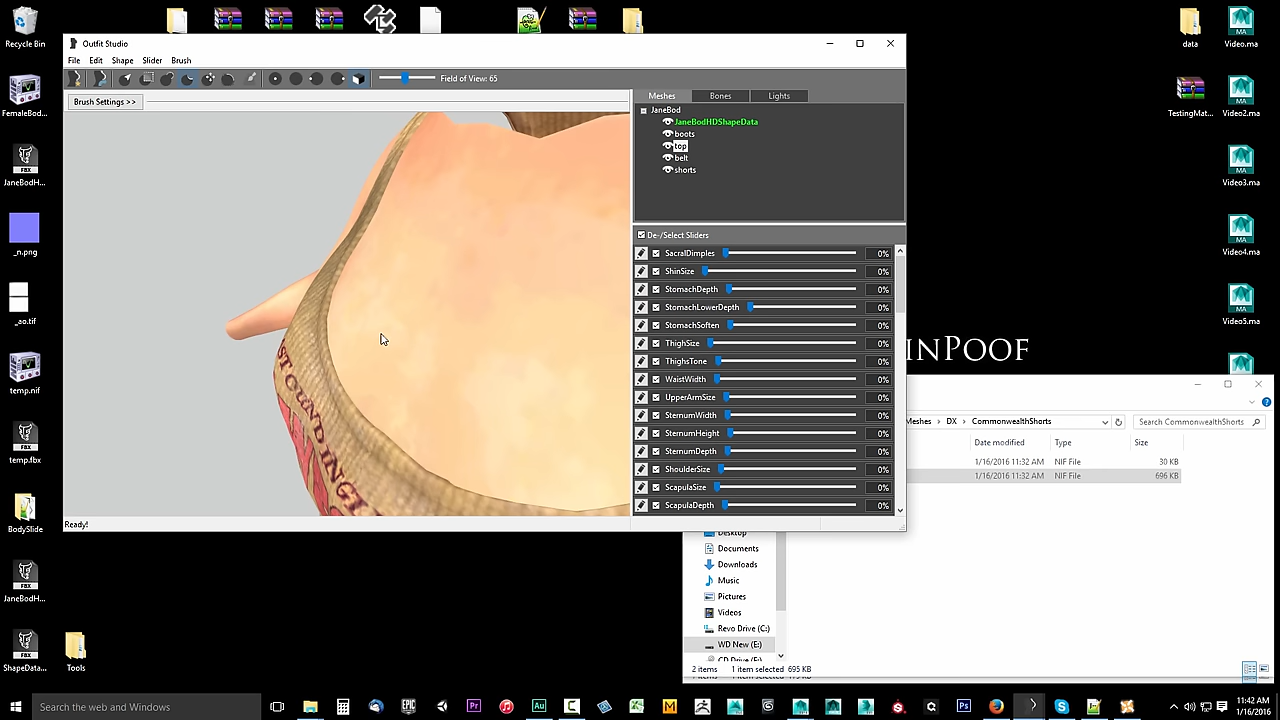 Recycle Bin
FemaleBod...
JaneBodH...
_n.png
_ao.tif
temp.nif
temp.fbx
BodySlide
JaneBodH...
ShapeData...
Tools
data
TestingMat...
Video.ma
Video2.ma
Video3.ma
Video4.ma
Video5.ma
INPOOF
Outfit Studio
File Edit Shape Slider Brush
Field of View: 65
Brush Settings >>
Meshes Bones Lights
JaneBod
JaneBodHDShapeData
boots
top
belt
shorts
De-/Select Sliders
SacralDimples 0%
ShinSize 0%
StomachDepth 0%
StomachLowerDepth 0%
StomachSoften 0%
ThighSize 0%
ThighsTone 0%
WaistWidth 0%
UpperArmSize 0%
SternumWidth 0%
SternumHeight 0%
SternumDepth 0%
ShoulderSize 0%
ScapulaSize 0%
ScapulaDepth 0%
Ready!
Meshes > DX > CommonwealthShorts
Search CommonwealthShorts
Date modified Type Size
1/16/2016 11:32 AM NIF File 30 KB
1/16/2016 11:32 AM NIF File 696 KB
Desktop
Documents
Downloads
Music
Pictures
Videos
Revo Drive (C:)
WD New (E:)
CD Drive (F:)
2 items 1 item selected 695 KB
Search the web and Windows
11:42 AM
1/16/2016